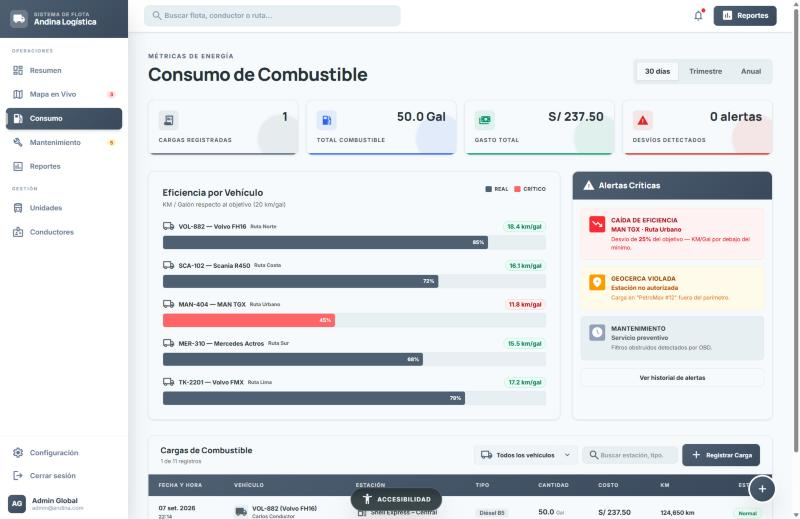 SISTEMA DE FLOTA
Andina Logística
OPERACIONES
Resumen
Mapa en Vivo 3
Consumo
Mantenimiento 5
Reportes
GESTIÓN
Unidades
Conductores
Configuración
Cerrar sesión
AG Admin Global
admin@andina.com
Buscar flota, conductor o ruta...
Reportes
MÉTRICAS DE ENERGÍA
Consumo de Combustible
30 días Trimestre Anual
1
CARGAS REGISTRADAS
50.0 Gal
TOTAL COMBUSTIBLE
S/ 237.50
GASTO TOTAL
0 alertas
DESVÍOS DETECTADOS
Eficiencia por Vehículo
KM / Galón respecto al objetivo (20 km/gal)
REAL CRÍTICO
VOL-882 — Volvo FH16 Ruta Norte 18.4 km/gal
85%
SCA-102 — Scania R450 Ruta Costa 16.1 km/gal
72%
MAN-404 — MAN TGX Ruta Urbano 11.8 km/gal
45%
MER-310 — Mercedes Actros Ruta Sur 15.5 km/gal
68%
TK-2201 — Volvo FMX Ruta Lima 17.2 km/gal
79%
Alertas Críticas
CAÍDA DE EFICIENCIA
MAN TGX · Ruta Urbano
Desvío de 25% del objetivo — KM/Gal por debajo del
mínimo.
GEOCERCA VIOLADA
Estación no autorizada
Carga en "PetroMax #12" fuera del perímetro.
MANTENIMIENTO
Servicio preventivo
Filtros obstruidos detectados por OBD.
Ver historial de alertas
Cargas de Combustible
1 de 11 registros
Todos los vehículos
Buscar estación, tipo.
Registrar Carga
FECHA Y HORA VEHÍCULO ESTACIÓN TIPO CANTIDAD COSTO KM EST
07 set. 2026
22:14
VOL-882 (Volvo FH16)
Carlos Conductor
Shell Express – Central
Diésel B5
50.0 Gal
S/ 237.50
124,650 km
Normal
ACCESIBILIDAD